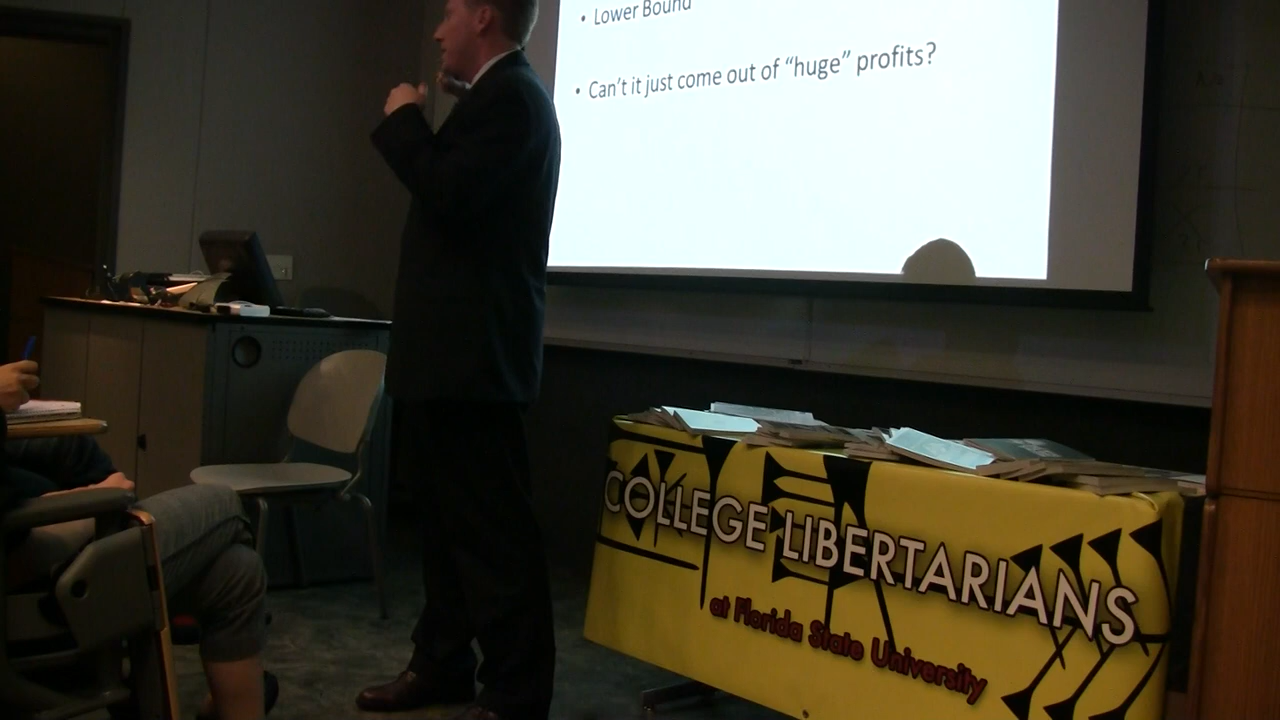 • Lower Bound
• Can't it just come out of “huge” profits?
COLLEGE LIBERTARIANS
at Florida State University